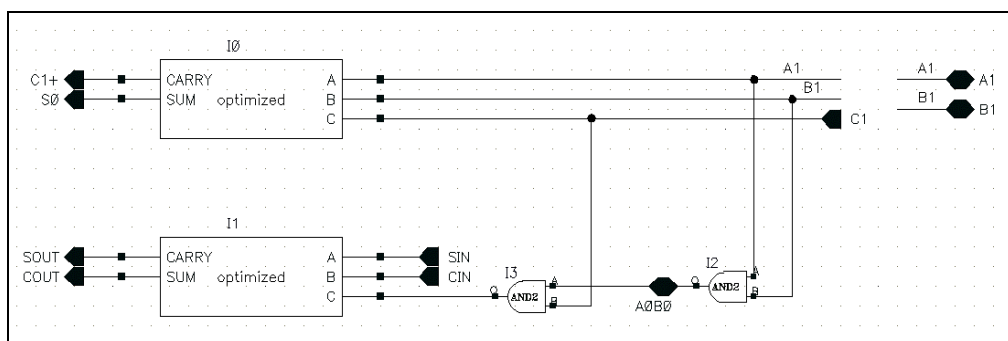 I0
C1+ CARRY A A1 A1 A1
S0 SUM optimized B B1 B1 B1
C C1
I1
SOUT CARRY A SIN
COUT SUM optimized B CIN
C
I3 O AND2 A B
A0B0
I2 O AND2 A B